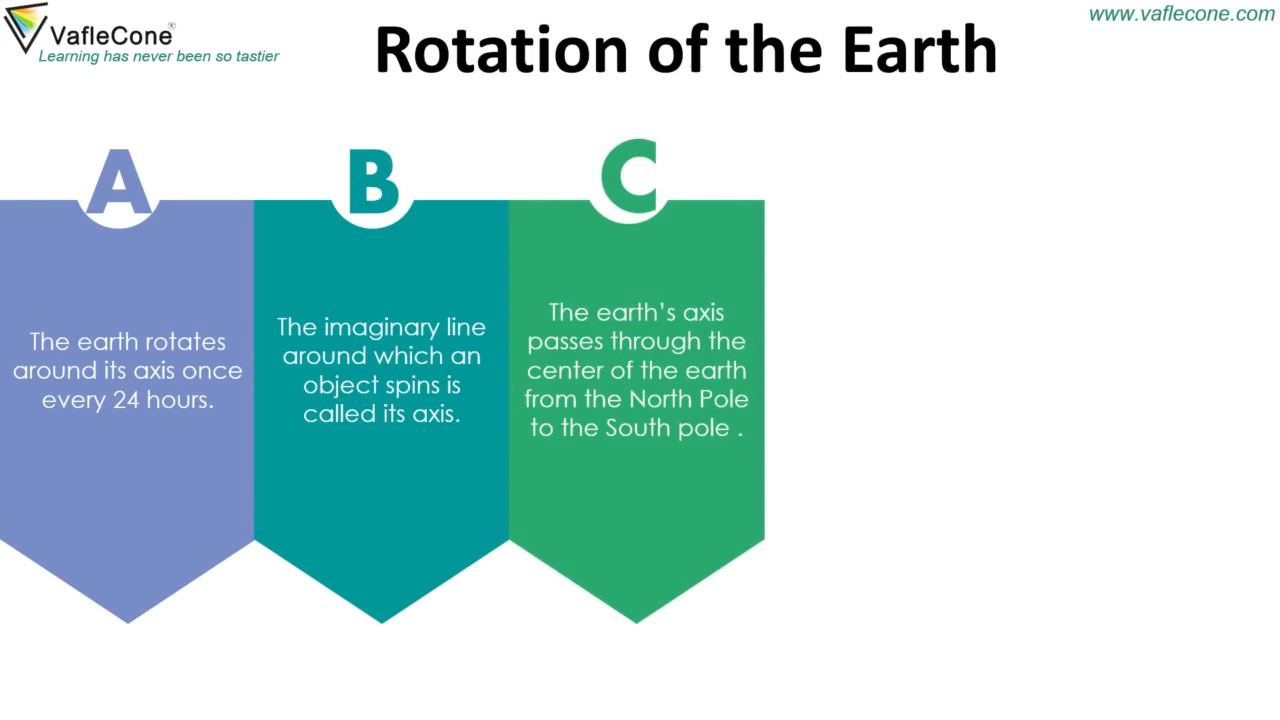 VafleCone®
Learning has never been so tastier
www.vaflecone.com
Rotation of the Earth
A
The earth rotates
around its axis once
every 24 hours.
B
The imaginary line
around which an
object spins is
called its axis.
C
The earth’s axis
passes through the
center of the earth
from the North Pole
to the South pole .